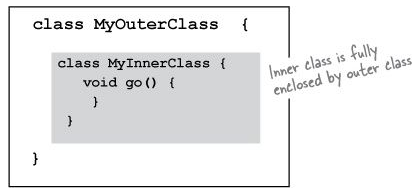 class MyOuterClass {
class MyInnerClass {
void go() {
}
}
}
Inner class is fully
enclosed by outer class